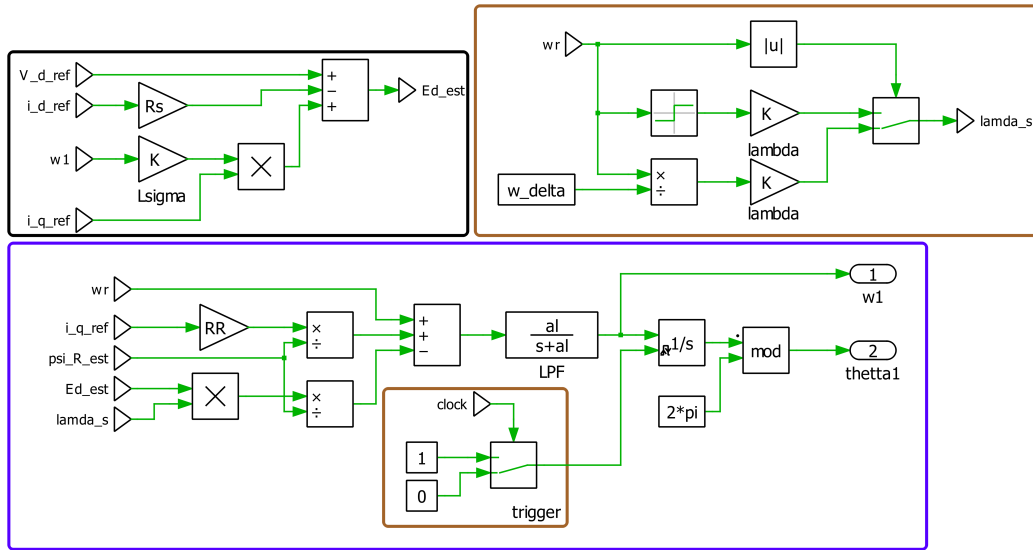 V_d_ref
+
i_d_ref
Rs
−
+
Ed_est
w1
K
×
Lsigma
i_q_ref
wr
|u|
K
lambda
lamda_s
w_delta
×
÷
K
lambda
wr
i_q_ref
RR
×
÷
psi_R_est
Ed_est
×
lamda_s
×
÷
+
+
−
al
s+al
LPF
1/s
mod
2*pi
1
w1
2
thetta1
clock
1
0
trigger